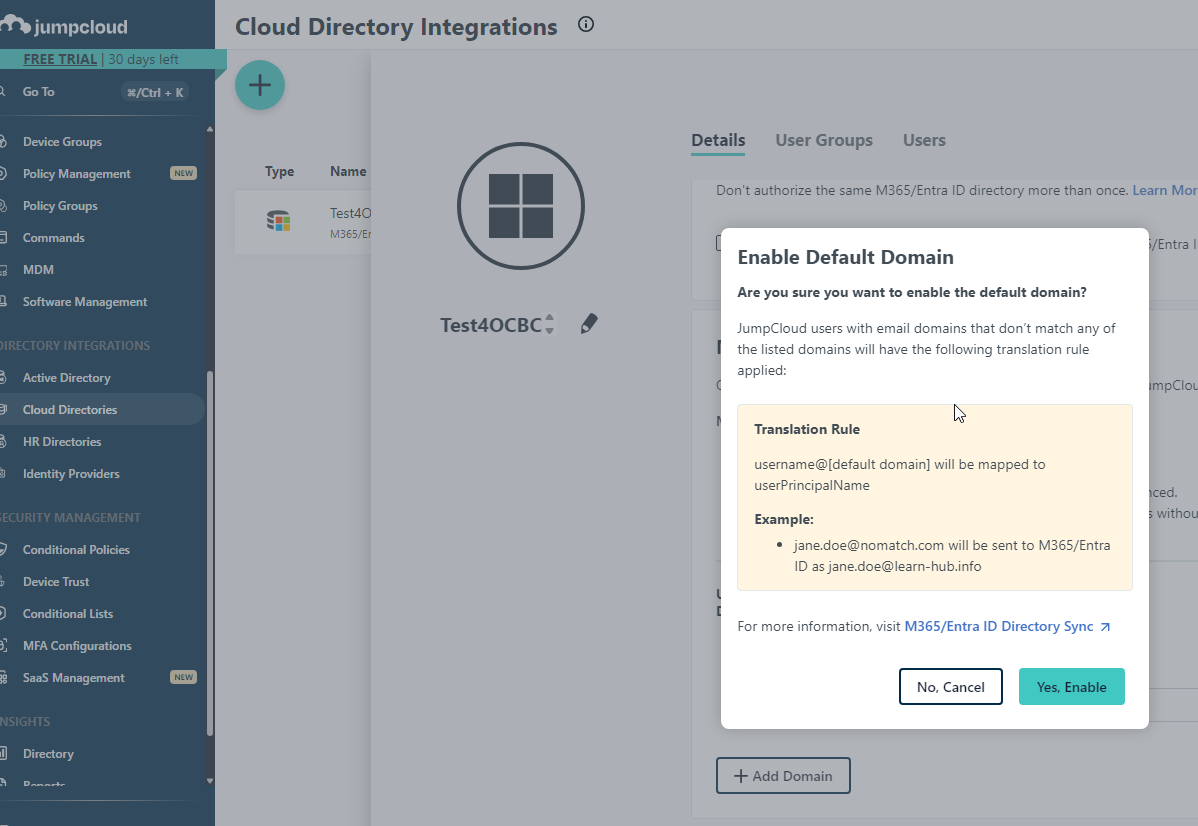 jumpcloud
FREE TRIAL | 30 days left
Go To
⌘/Ctrl + K
Device Groups
Policy Management
NEW
Policy Groups
Commands
MDM
Software Management
DIRECTORY INTEGRATIONS
Active Directory
Cloud Directories
HR Directories
Identity Providers
SECURITY MANAGEMENT
Conditional Policies
Device Trust
Conditional Lists
MFA Configurations
SaaS Management
NEW
INSIGHTS
Directory
Reports
Cloud Directory Integrations
Type
Name
Test4O
M365/Er
Test4OCBC
Details
User Groups
Users
Don't authorize the same M365/Entra ID directory more than once. Learn Mor
/Entra I
Enable Default Domain
Are you sure you want to enable the default domain?
JumpCloud users with email domains that don't match any of
the listed domains will have the following translation rule
applied:
Translation Rule
username@[default domain] will be mapped to
userPrincipalName
Example:
• jane.doe@nomatch.com will be sent to M365/Entra
ID as jane.doe@learn-hub.info
For more information, visit M365/Entra ID Directory Sync
No, Cancel
Yes, Enable
umpClou
nced.
s withou
+ Add Domain